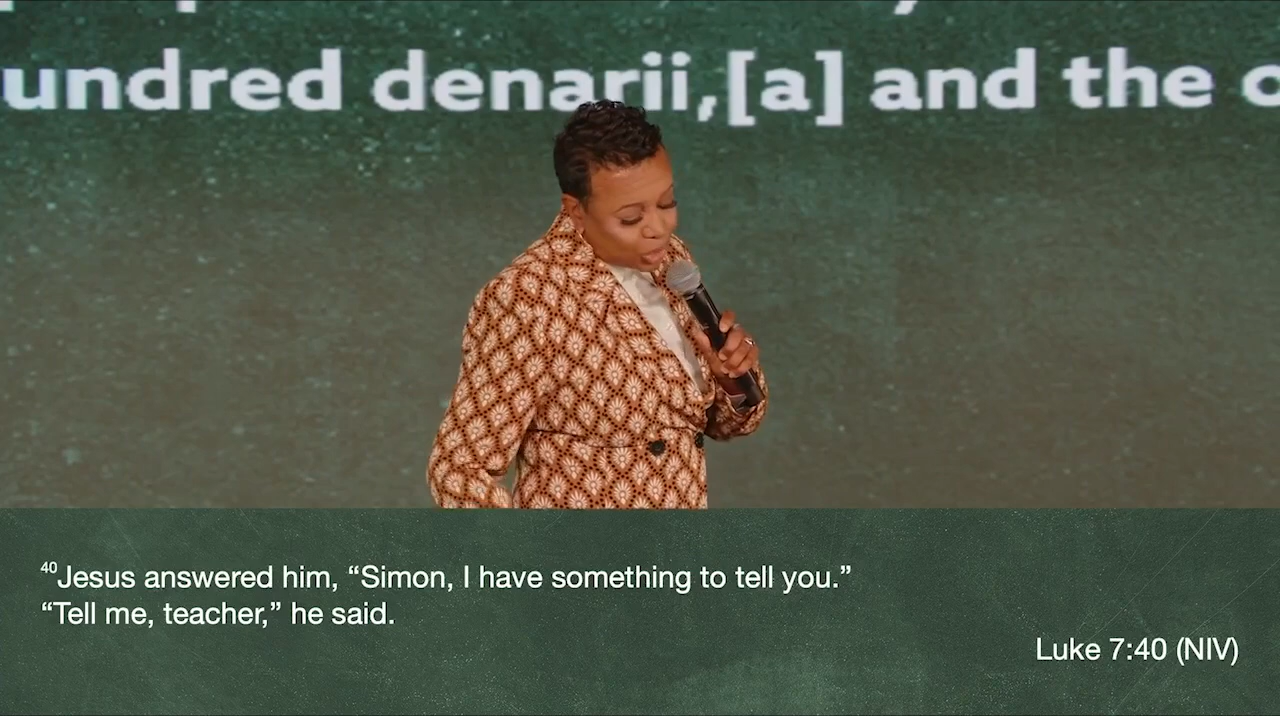 undred denarii,[a] and the
40Jesus answered him, “Simon, I have something to tell you.”
“Tell me, teacher,” he said.
Luke 7:40 (NIV)